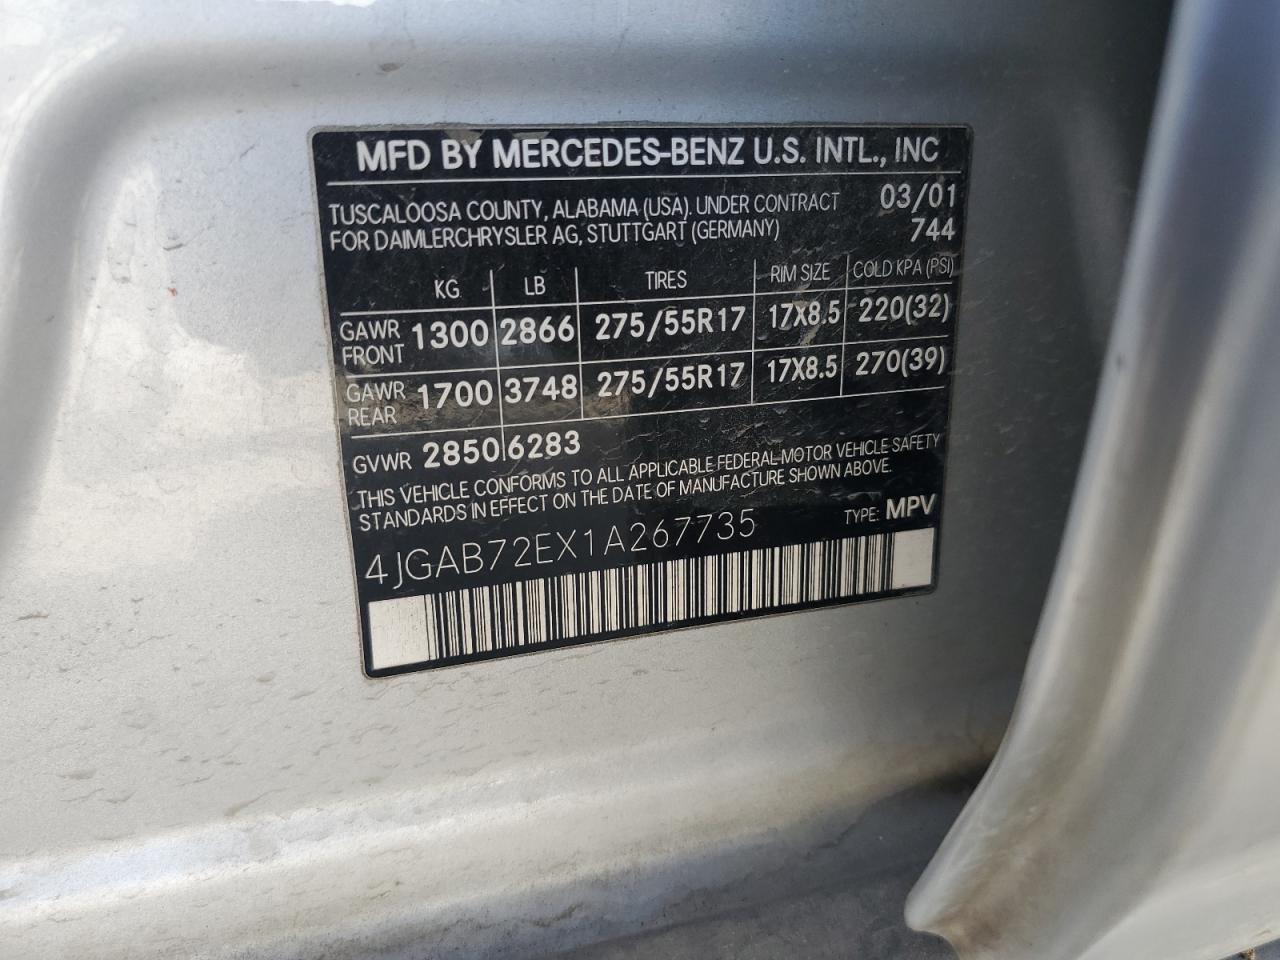 MFD BY MERCEDES-BENZ U.S. INTL., INC
TUSCALOOSA COUNTY, ALABAMA (USA). UNDER CONTRACT 03/01
FOR DAIMLERCHRYSLER AG, STUTTGART (GERMANY) 744
KG LB TIRES RIM SIZE COLD KPA (PSI)
GAWR FRONT 1300 2866 275/55R17 17X8.5 220(32)
GAWR REAR 1700 3748 275/55R17 17X8.5 270(39)
GVWR 2850 6283
THIS VEHICLE CONFORMS TO ALL APPLICABLE FEDERAL MOTOR VEHICLE SAFETY
STANDARDS IN EFFECT ON THE DATE OF MANUFACTURE SHOWN ABOVE.
4JGAB72EX1A267735 TYPE: MPV